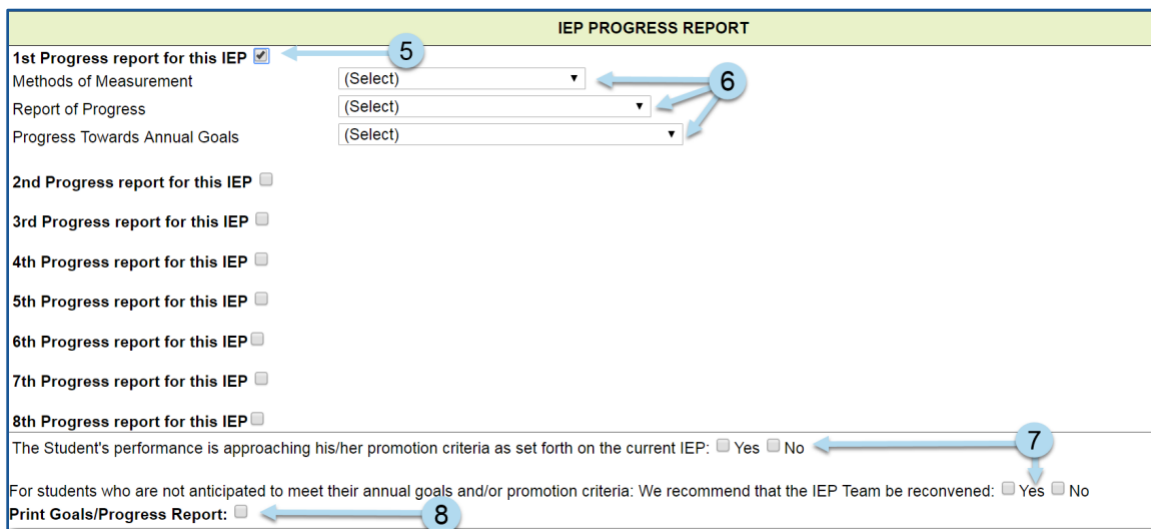 IEP PROGRESS REPORT
1st Progress report for this IEP 5
Methods of Measurement (Select) 6
Report of Progress (Select)
Progress Towards Annual Goals (Select)
2nd Progress report for this IEP
3rd Progress report for this IEP
4th Progress report for this IEP
5th Progress report for this IEP
6th Progress report for this IEP
7th Progress report for this IEP
8th Progress report for this IEP
The Student's performance is approaching his/her promotion criteria as set forth on the current IEP: Yes No 7
For students who are not anticipated to meet their annual goals and/or promotion criteria: We recommend that the IEP Team be reconvened: Yes No
Print Goals/Progress Report: 8